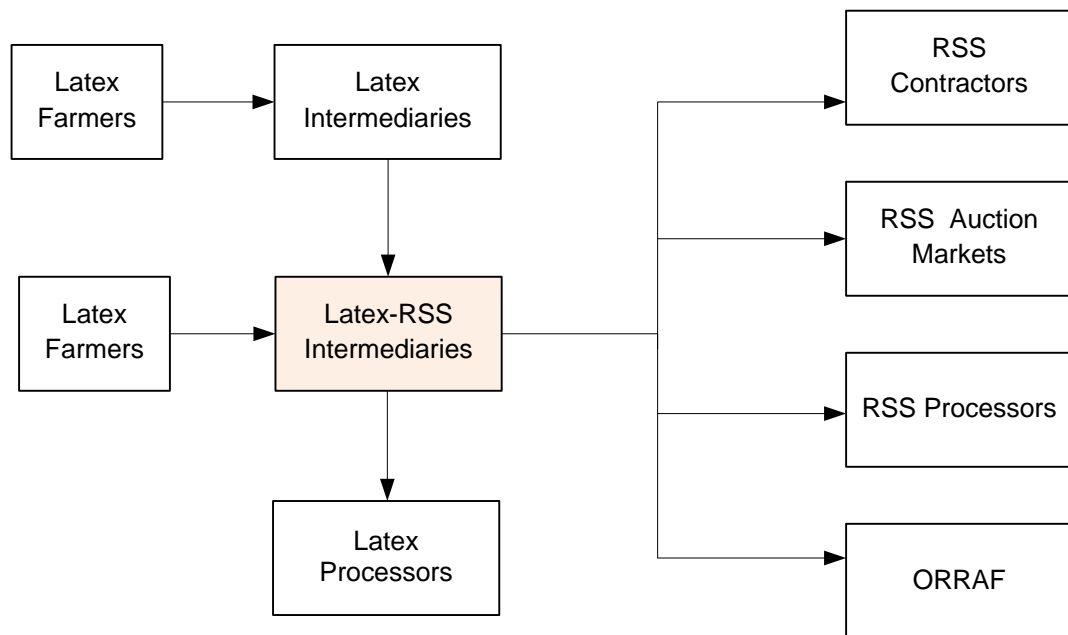 Latex
Farmers
Latex
Intermediaries
RSS
Contractors
RSS Auction
Markets
Latex
Farmers
Latex-RSS
Intermediaries
RSS Processors
Latex
Processors
ORRAF